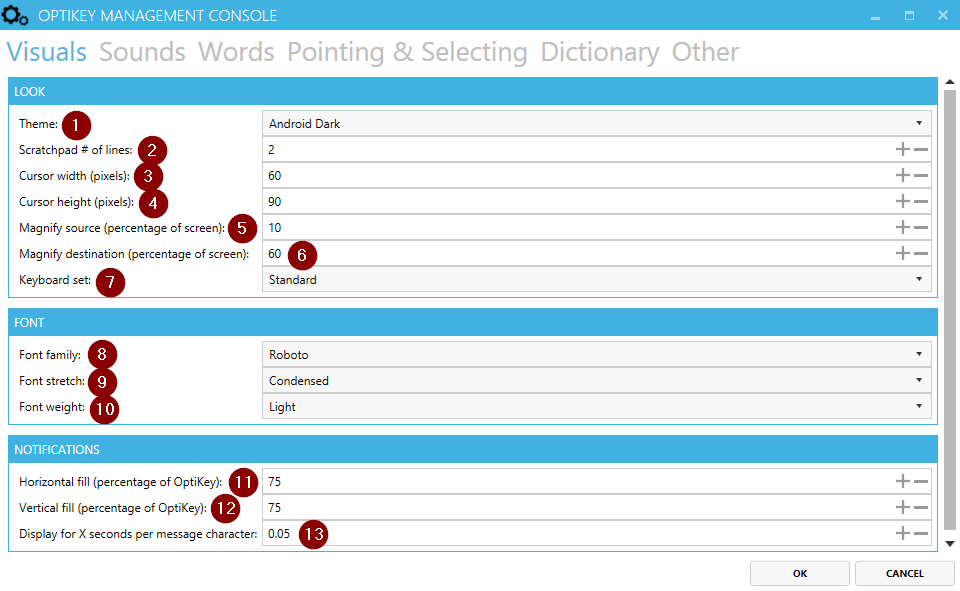 OPTIKEY MANAGEMENT CONSOLE
Visuals Sounds Words Pointing & Selecting Dictionary Other
LOOK
Theme: 1 Android Dark
Scratchpad # of lines: 2 2
Cursor width (pixels): 3 60
Cursor height (pixels): 4 90
Magnify source (percentage of screen): 5 10
Magnify destination (percentage of screen): 60 6
Keyboard set: 7 Standard
FONT
Font family: 8 Roboto
Font stretch: 9 Condensed
Font weight: 10 Light
NOTIFICATIONS
Horizontal fill (percentage of OptiKey): 11 75
Vertical fill (percentage of OptiKey): 12 75
Display for X seconds per message character: 0.05 13
OK CANCEL